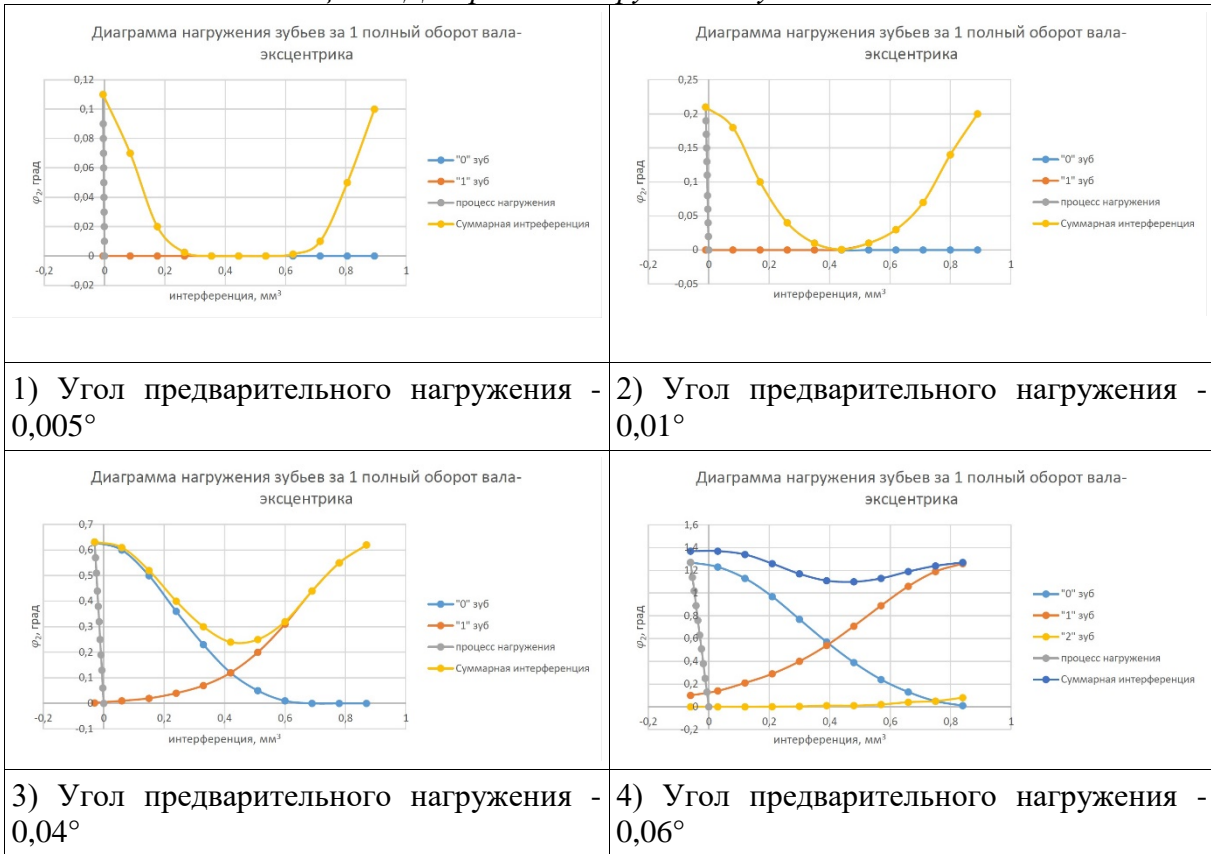 Диаграмма нагружения зубьев за 1 полный оборот вала-
эксцентрика
0,12
0,1
0,08
0,06
0,04
0,02
0
-0,02
-0,2
0
0,2
0,4
0,6
0,8
1
φ₂, град
интерференция, мм³
"0" зуб
"1" зуб
процесс нагружения
Суммарная интреференция
Диаграмма нагружения зубьев за 1 полный оборот вала-
эксцентрика
0,25
0,2
0,15
0,1
0,05
0
-0,05
-0,2
0
0,2
0,4
0,6
0,8
1
φ₂, град
интерференция, мм³
"0" зуб
"1" зуб
процесс нагружения
Суммарная интерференция
1) Угол предварительного нагружения -
0,005°
2) Угол предварительного нагружения -
0,01°
Диаграмма нагружения зубьев за 1 полный оборот вала-
эксцентрика
0,7
0,6
0,5
0,4
0,3
0,2
0,1
0
-0,1
-0,2
0
0,2
0,4
0,6
0,8
1
φ₂, град
интерференция, мм³
"0" зуб
"1" зуб
процесс нагружения
Суммарная интерференция
Диаграмма нагружения зубьев за 1 полный оборот вала-
эксцентрика
1,6
1,4
1,2
1
0,8
0,6
0,4
0,2
0
-0,2
-0,2
0
0,2
0,4
0,6
0,8
1
φ₂, град
интерференция, мм³
"0" зуб
"1" зуб
"2" зуб
процесс нагружения
Суммарная интерференция
3) Угол предварительного нагружения -
0,04°
4) Угол предварительного нагружения -
0,06°